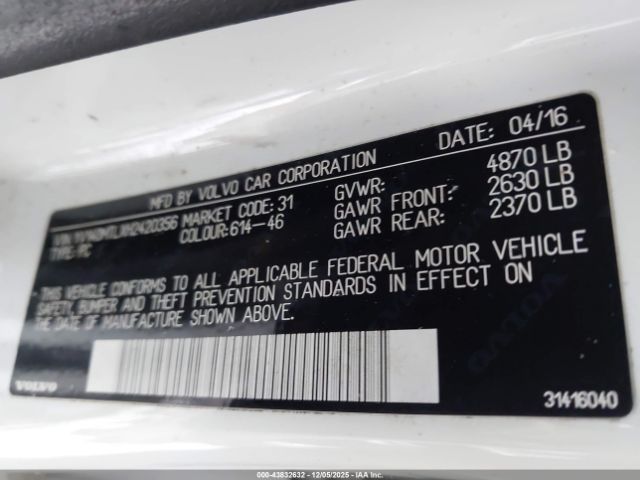 MFD BY VOLVO CAR CORPORATION DATE: 04/16
GVWR: 4870 LB
MARKET CODE: 31 GAWR FRONT: 2630 LB
TYPE: COLOUR: 614-46 GAWR REAR: 2370 LB
THIS VEHICLE CONFORMS TO ALL APPLICABLE FEDERAL MOTOR VEHICLE
SAFETY, BUMPER AND THEFT PREVENTION STANDARDS IN EFFECT ON
THE DATE OF MANUFACTURE SHOWN ABOVE.
VOLVO 31416040
000-43832632 - 12/05/2025 - IAA Inc.